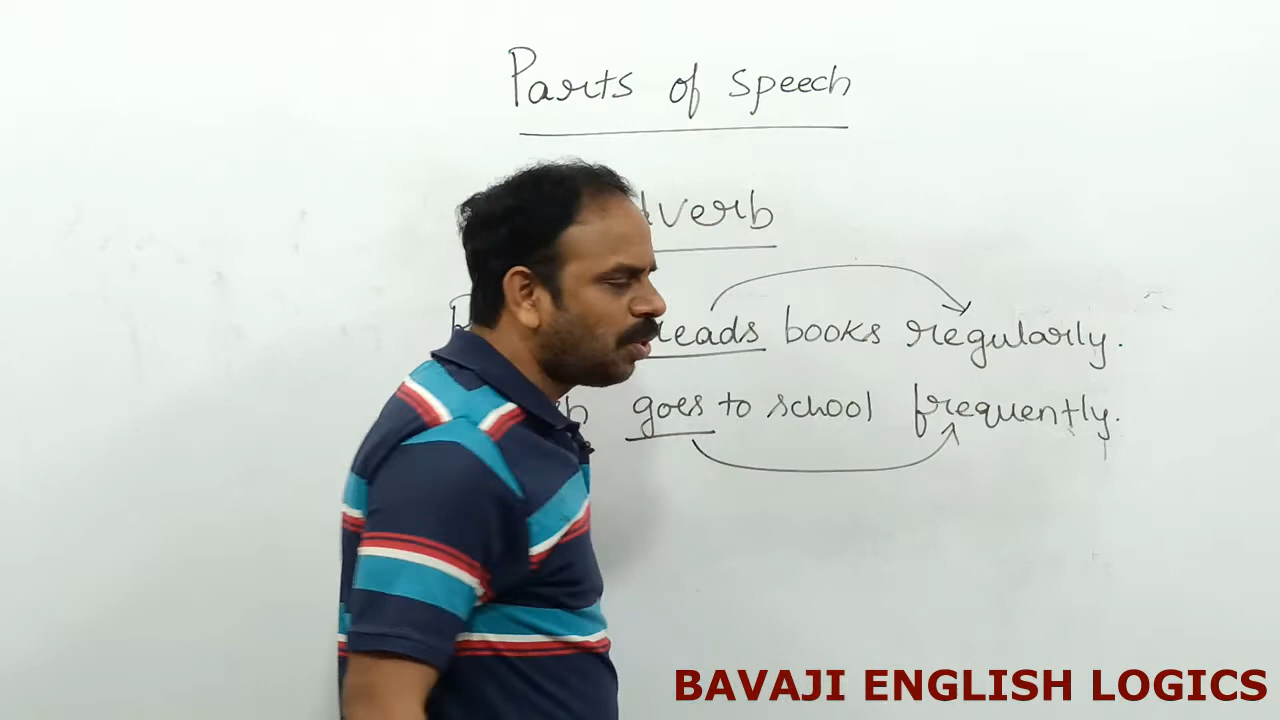 Parts of speech
reads books regularly.
goes to school frequently.
BAVAJI ENGLISH LOGICS